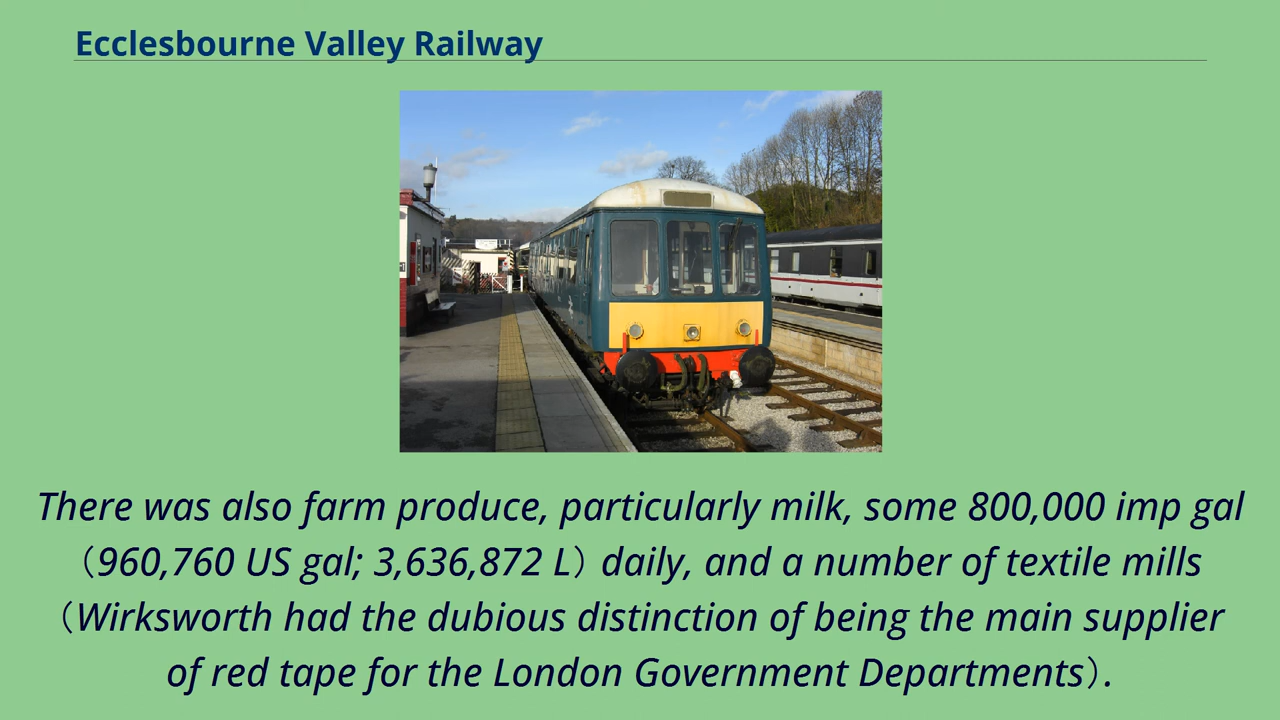 Ecclesbourne Valley Railway
There was also farm produce, particularly milk, some 800,000 imp gal
（960,760 US gal; 3,636,872 L）daily, and a number of textile mills
（Wirksworth had the dubious distinction of being the main supplier
of red tape for the London Government Departments）.